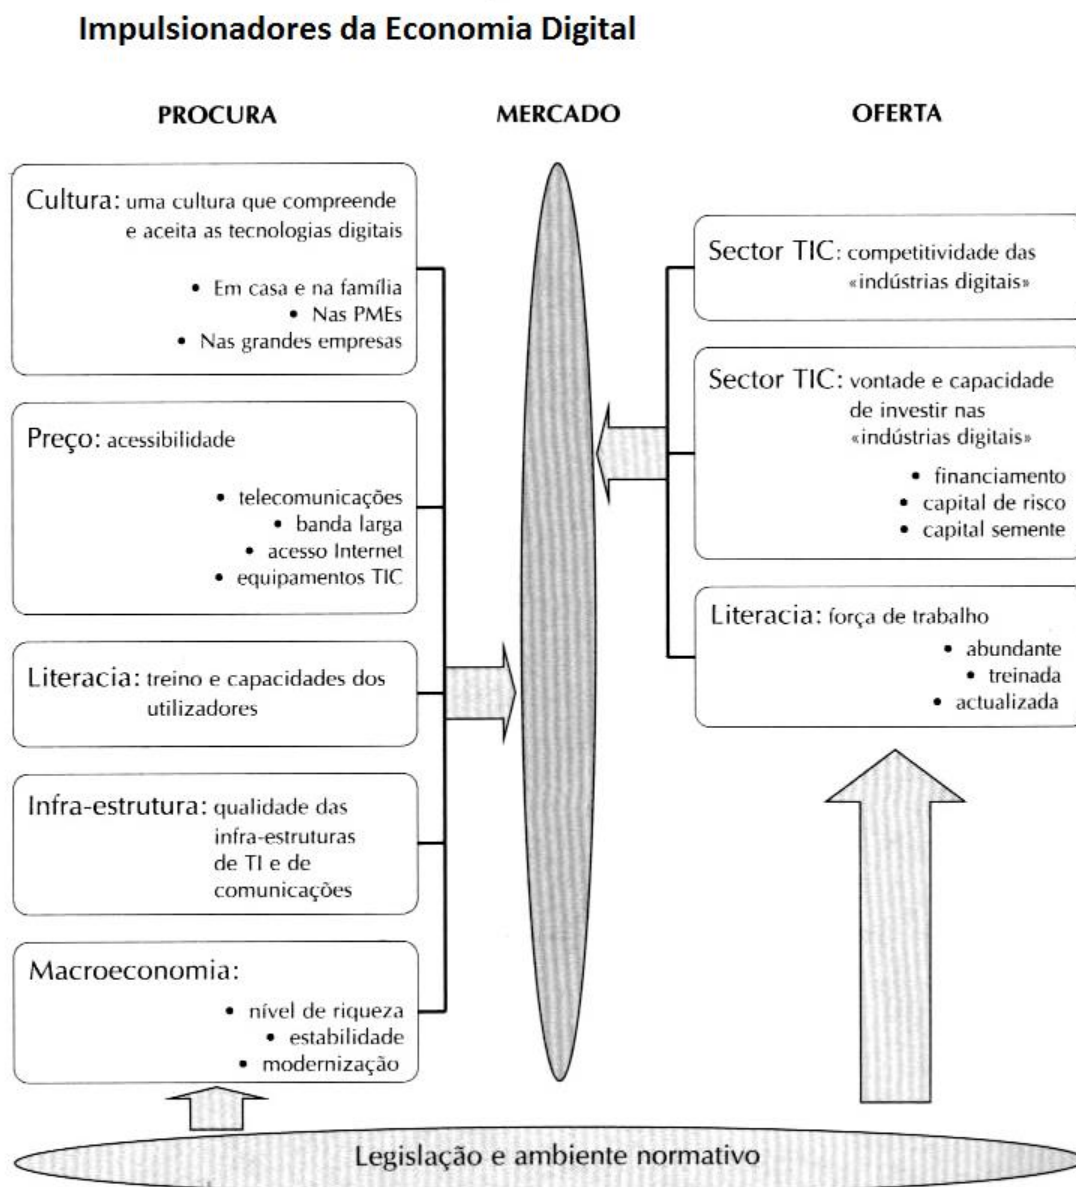 Impulsionadores da Economia Digital
PROCURA
MERCADO
OFERTA
Cultura: uma cultura que compreende
e aceita as tecnologias digitais
• Em casa e na família
• Nas PMEs
• Nas grandes empresas
Preço: acessibilidade
• telecomunicações
• banda larga
• acesso Internet
• equipamentos TIC
Literacia: treino e capacidades dos
utilizadores
Infra-estrutura: qualidade das
infra-estruturas
de TI e de
comunicações
Macroeconomia:
• nível de riqueza
• estabilidade
• modernização
Sector TIC: competitividade das
«indústrias digitais»
Sector TIC: vontade e capacidade
de investir nas
«indústrias digitais»
• financiamento
• capital de risco
• capital semente
Literacia: força de trabalho
• abundante
• treinada
• actualizada
Legislação e ambiente normativo